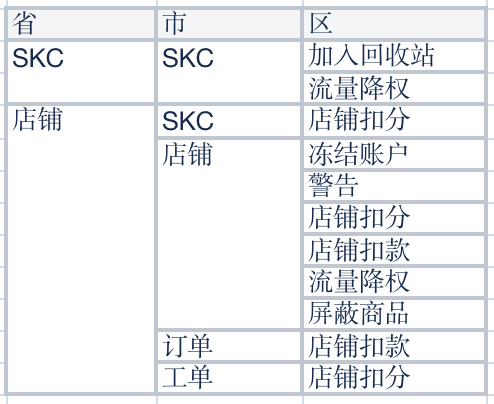 省 市 区
SKC SKC 加入回收站
流量降权
店铺 SKC 店铺扣分
店铺 冻结账户
警告
店铺扣分
店铺扣款
流量降权
屏蔽商品
订单 店铺扣款
工单 店铺扣分